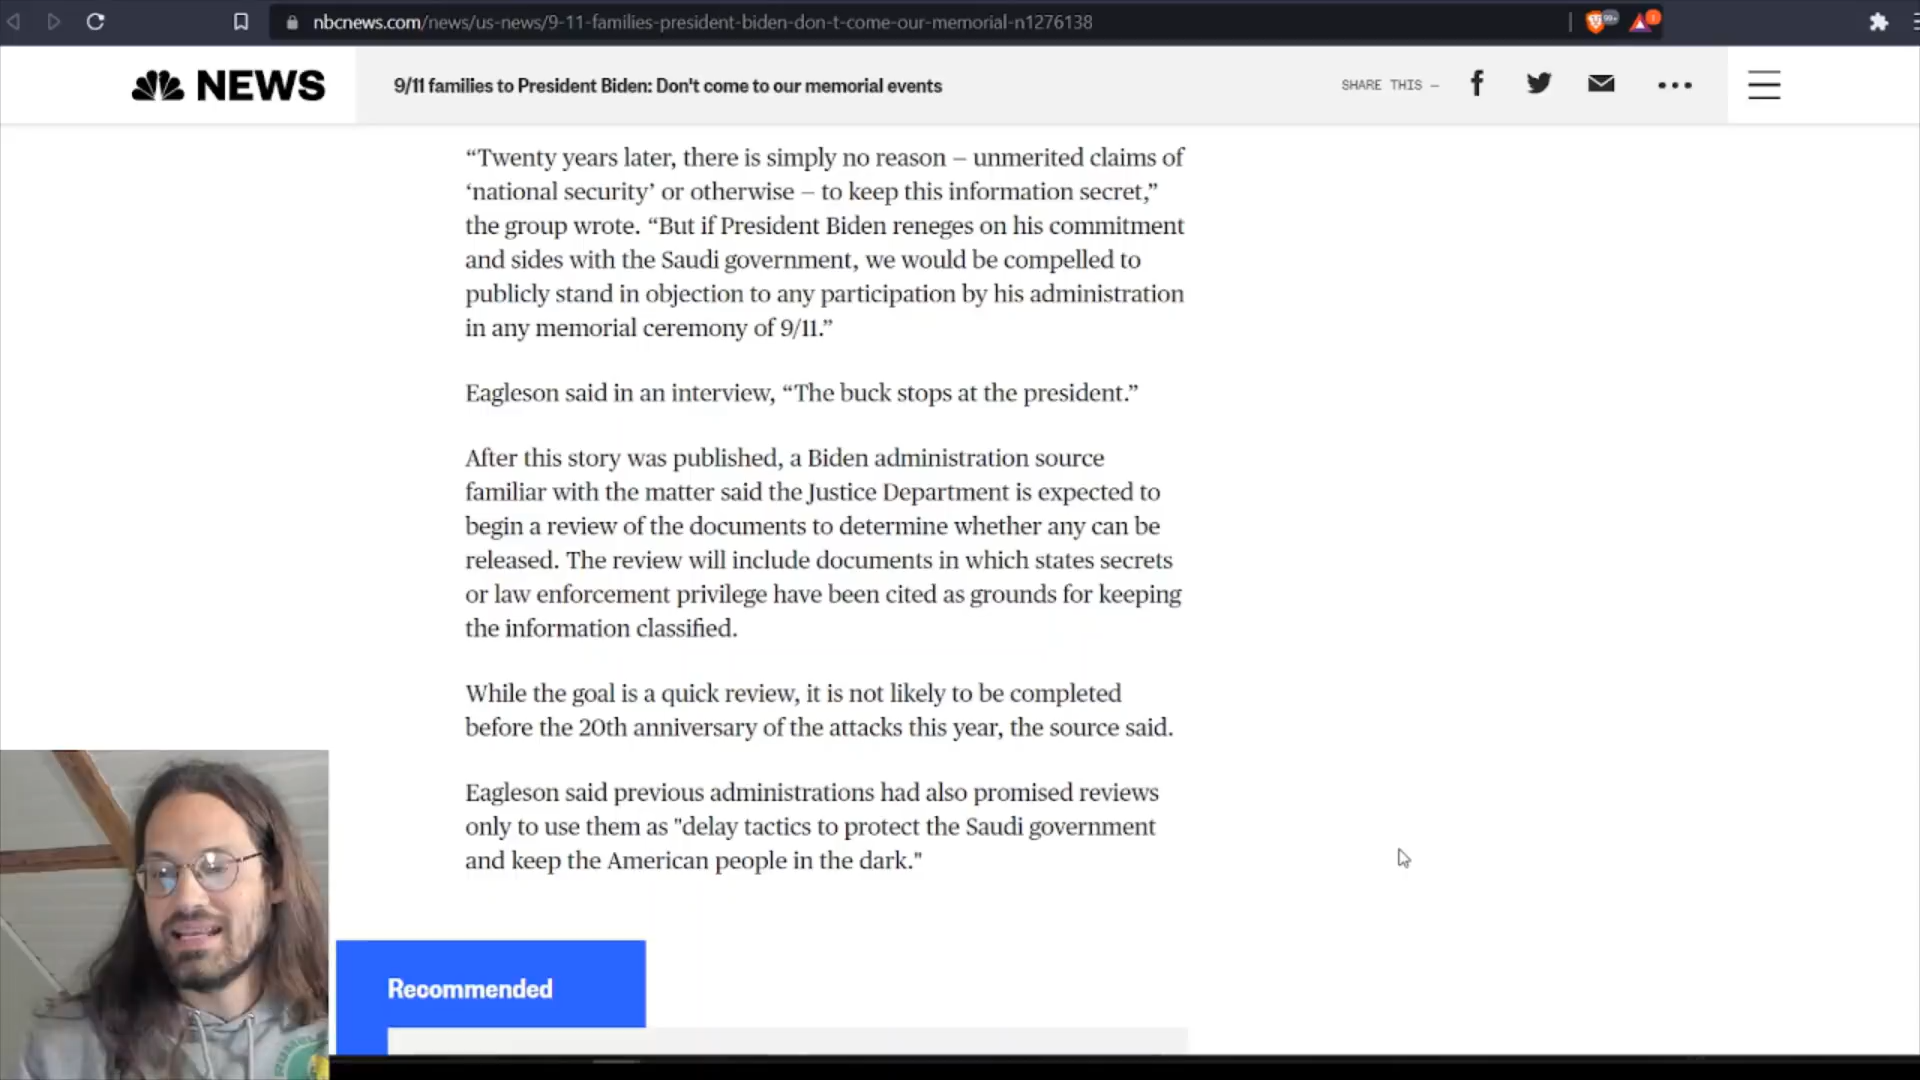 nbcnews.com/news/us-news/9-11-families-president-biden-don-t-come-our-memorial-n1276138
NEWS
9/11 families to President Biden: Don't come to our memorial events
SHARE THIS –
“Twenty years later, there is simply no reason – unmerited claims of
‘national security’ or otherwise – to keep this information secret,”
the group wrote. “But if President Biden reneges on his commitment
and sides with the Saudi government, we would be compelled to
publicly stand in objection to any participation by his administration
in any memorial ceremony of 9/11.”
Eagleson said in an interview, “The buck stops at the president.”
After this story was published, a Biden administration source
familiar with the matter said the Justice Department is expected to
begin a review of the documents to determine whether any can be
released. The review will include documents in which states secrets
or law enforcement privilege have been cited as grounds for keeping
the information classified.
While the goal is a quick review, it is not likely to be completed
before the 20th anniversary of the attacks this year, the source said.
Eagleson said previous administrations had also promised reviews
only to use them as "delay tactics to protect the Saudi government
and keep the American people in the dark."
Recommended